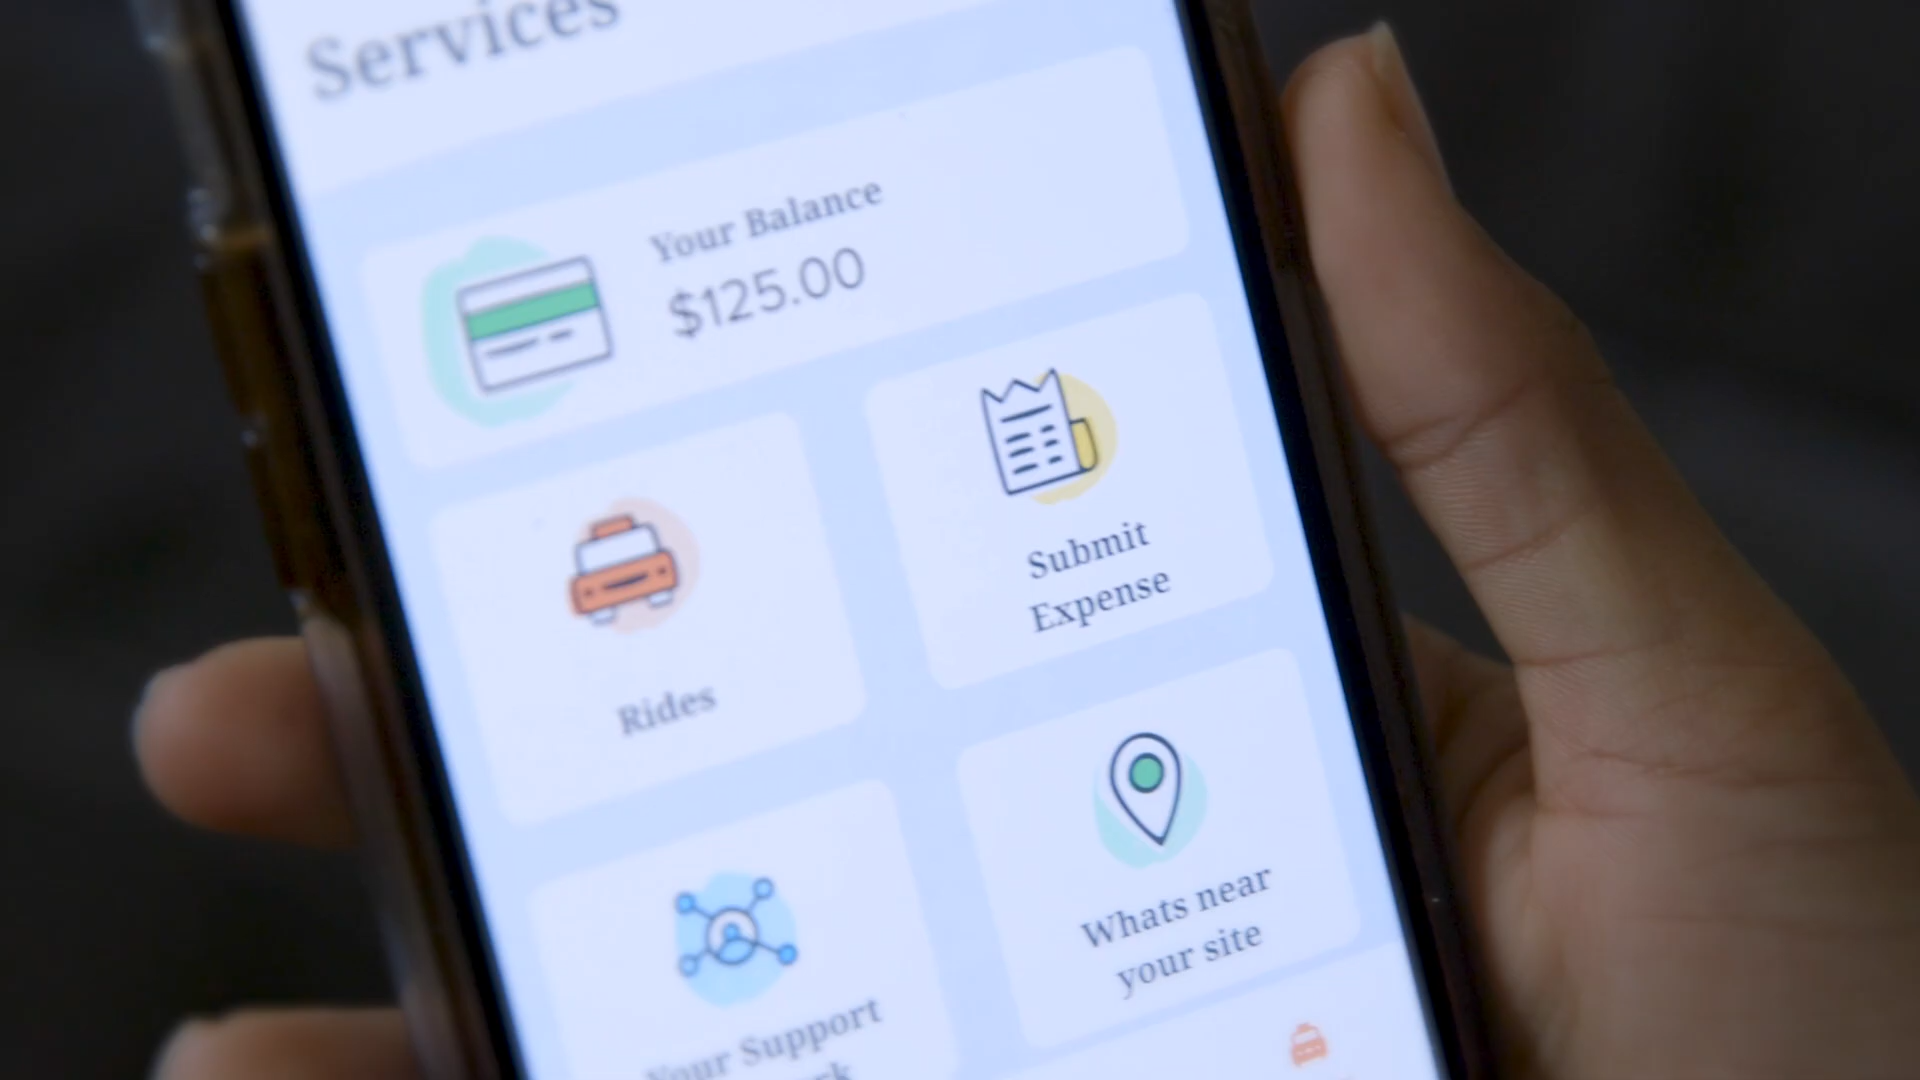 Services
Your Balance
$125.00
Submit
Expense
Rides
Whats near
your site
Your Support